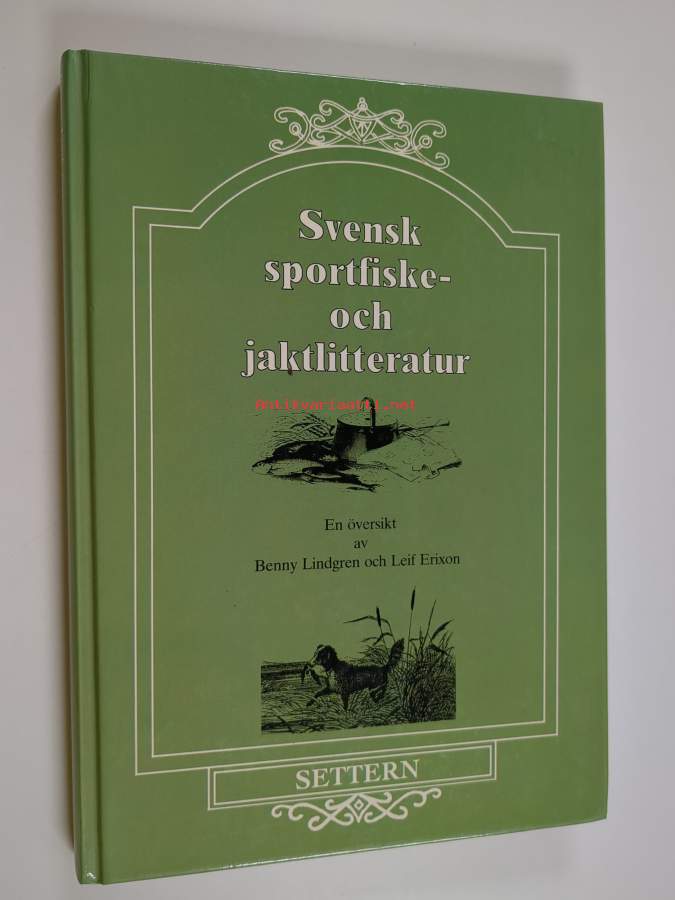 Svensk
sportfiske-
och
jaktlitteratur
Antikvariaatti.net
En översikt
av
Benny Lindgren och Leif Erixon
SETTERN